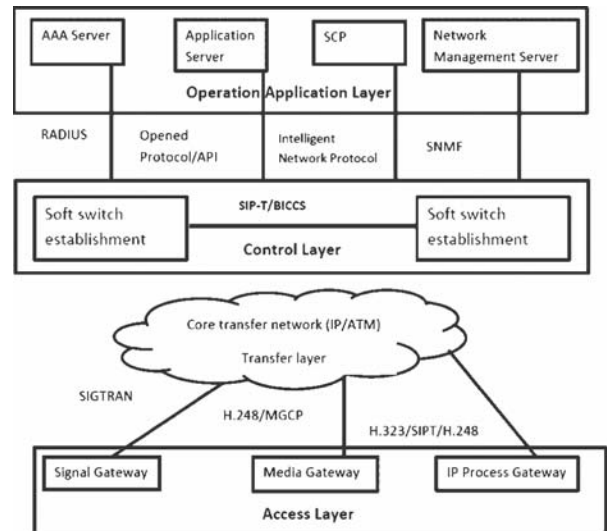 AAA Server
Application
Server
SCP
Network
Management Server
Operation Application Layer
RADIUS
Opened
Protocol/API
Intelligent
Network Protocol
SNMF
Soft switch
establishment
SIP-T/BICCS
Soft switch
establishment
Control Layer
Core transfer network (IP/ATM)
Transfer layer
SIGTRAN
H.248/MGCP
H.323/SIPT/H.248
Signal Gateway
Media Gateway
IP Process Gateway
Access Layer